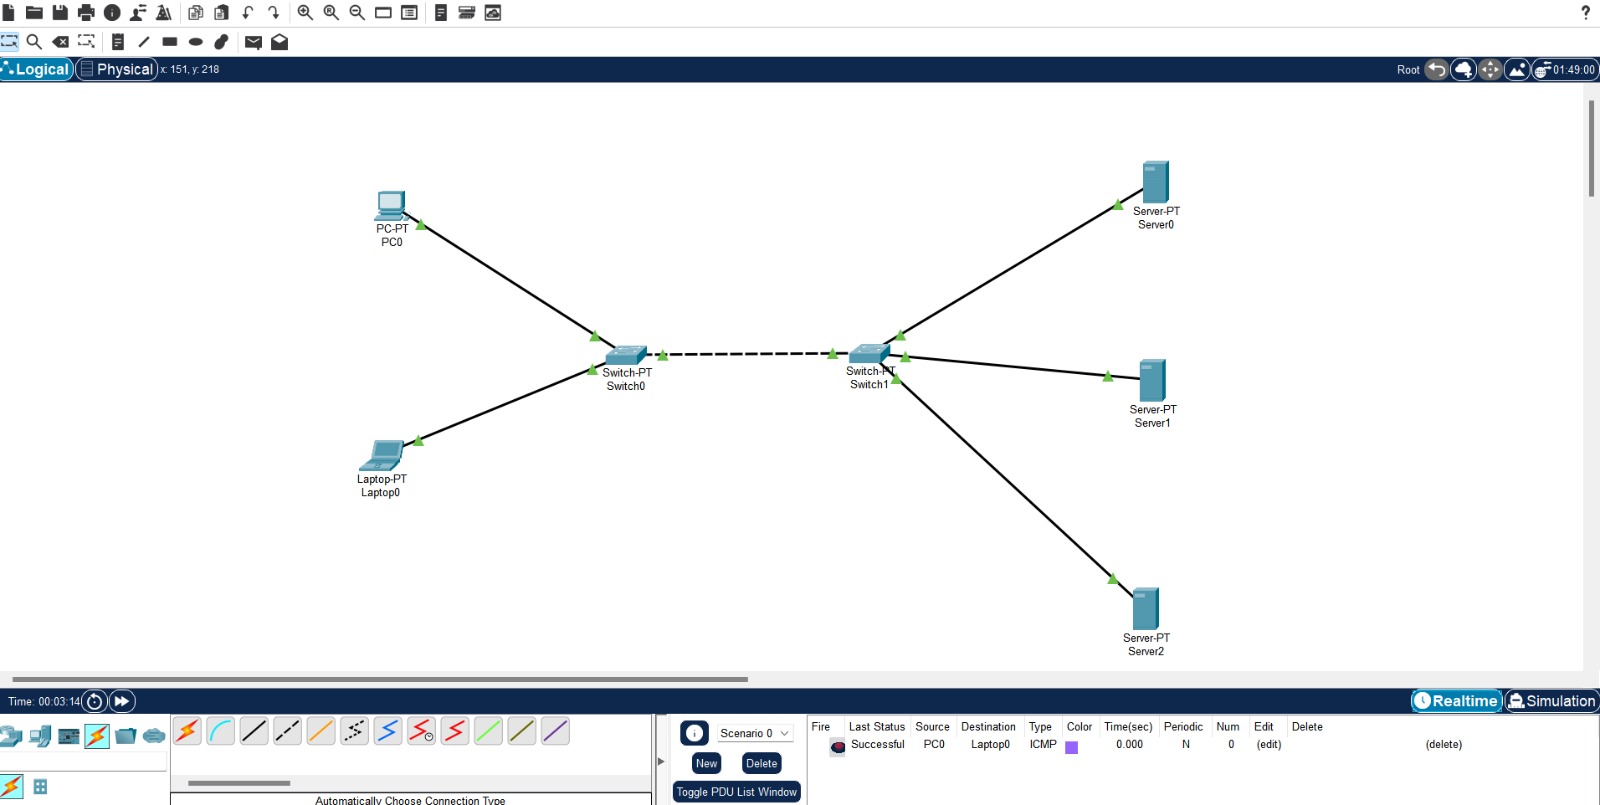 ?
Logical
Physical
x: 151, y: 218
Root
01:49:00
PC-PT
PC0
Server-PT
Server0
Switch-PT
Switch0
Switch-PT
Switch1
Server-PT
Server1
Laptop-PT
Laptop0
Server-PT
Server2
Time: 00:03:14
Realtime
Simulation
Scenario 0
New
Delete
Toggle PDU List Window
Fire Last Status Source Destination Type Color Time(sec) Periodic Num Edit Delete
Successful PC0 Laptop0 ICMP 0.000 N 0 (edit) (delete)
Automatically Choose Connection Type